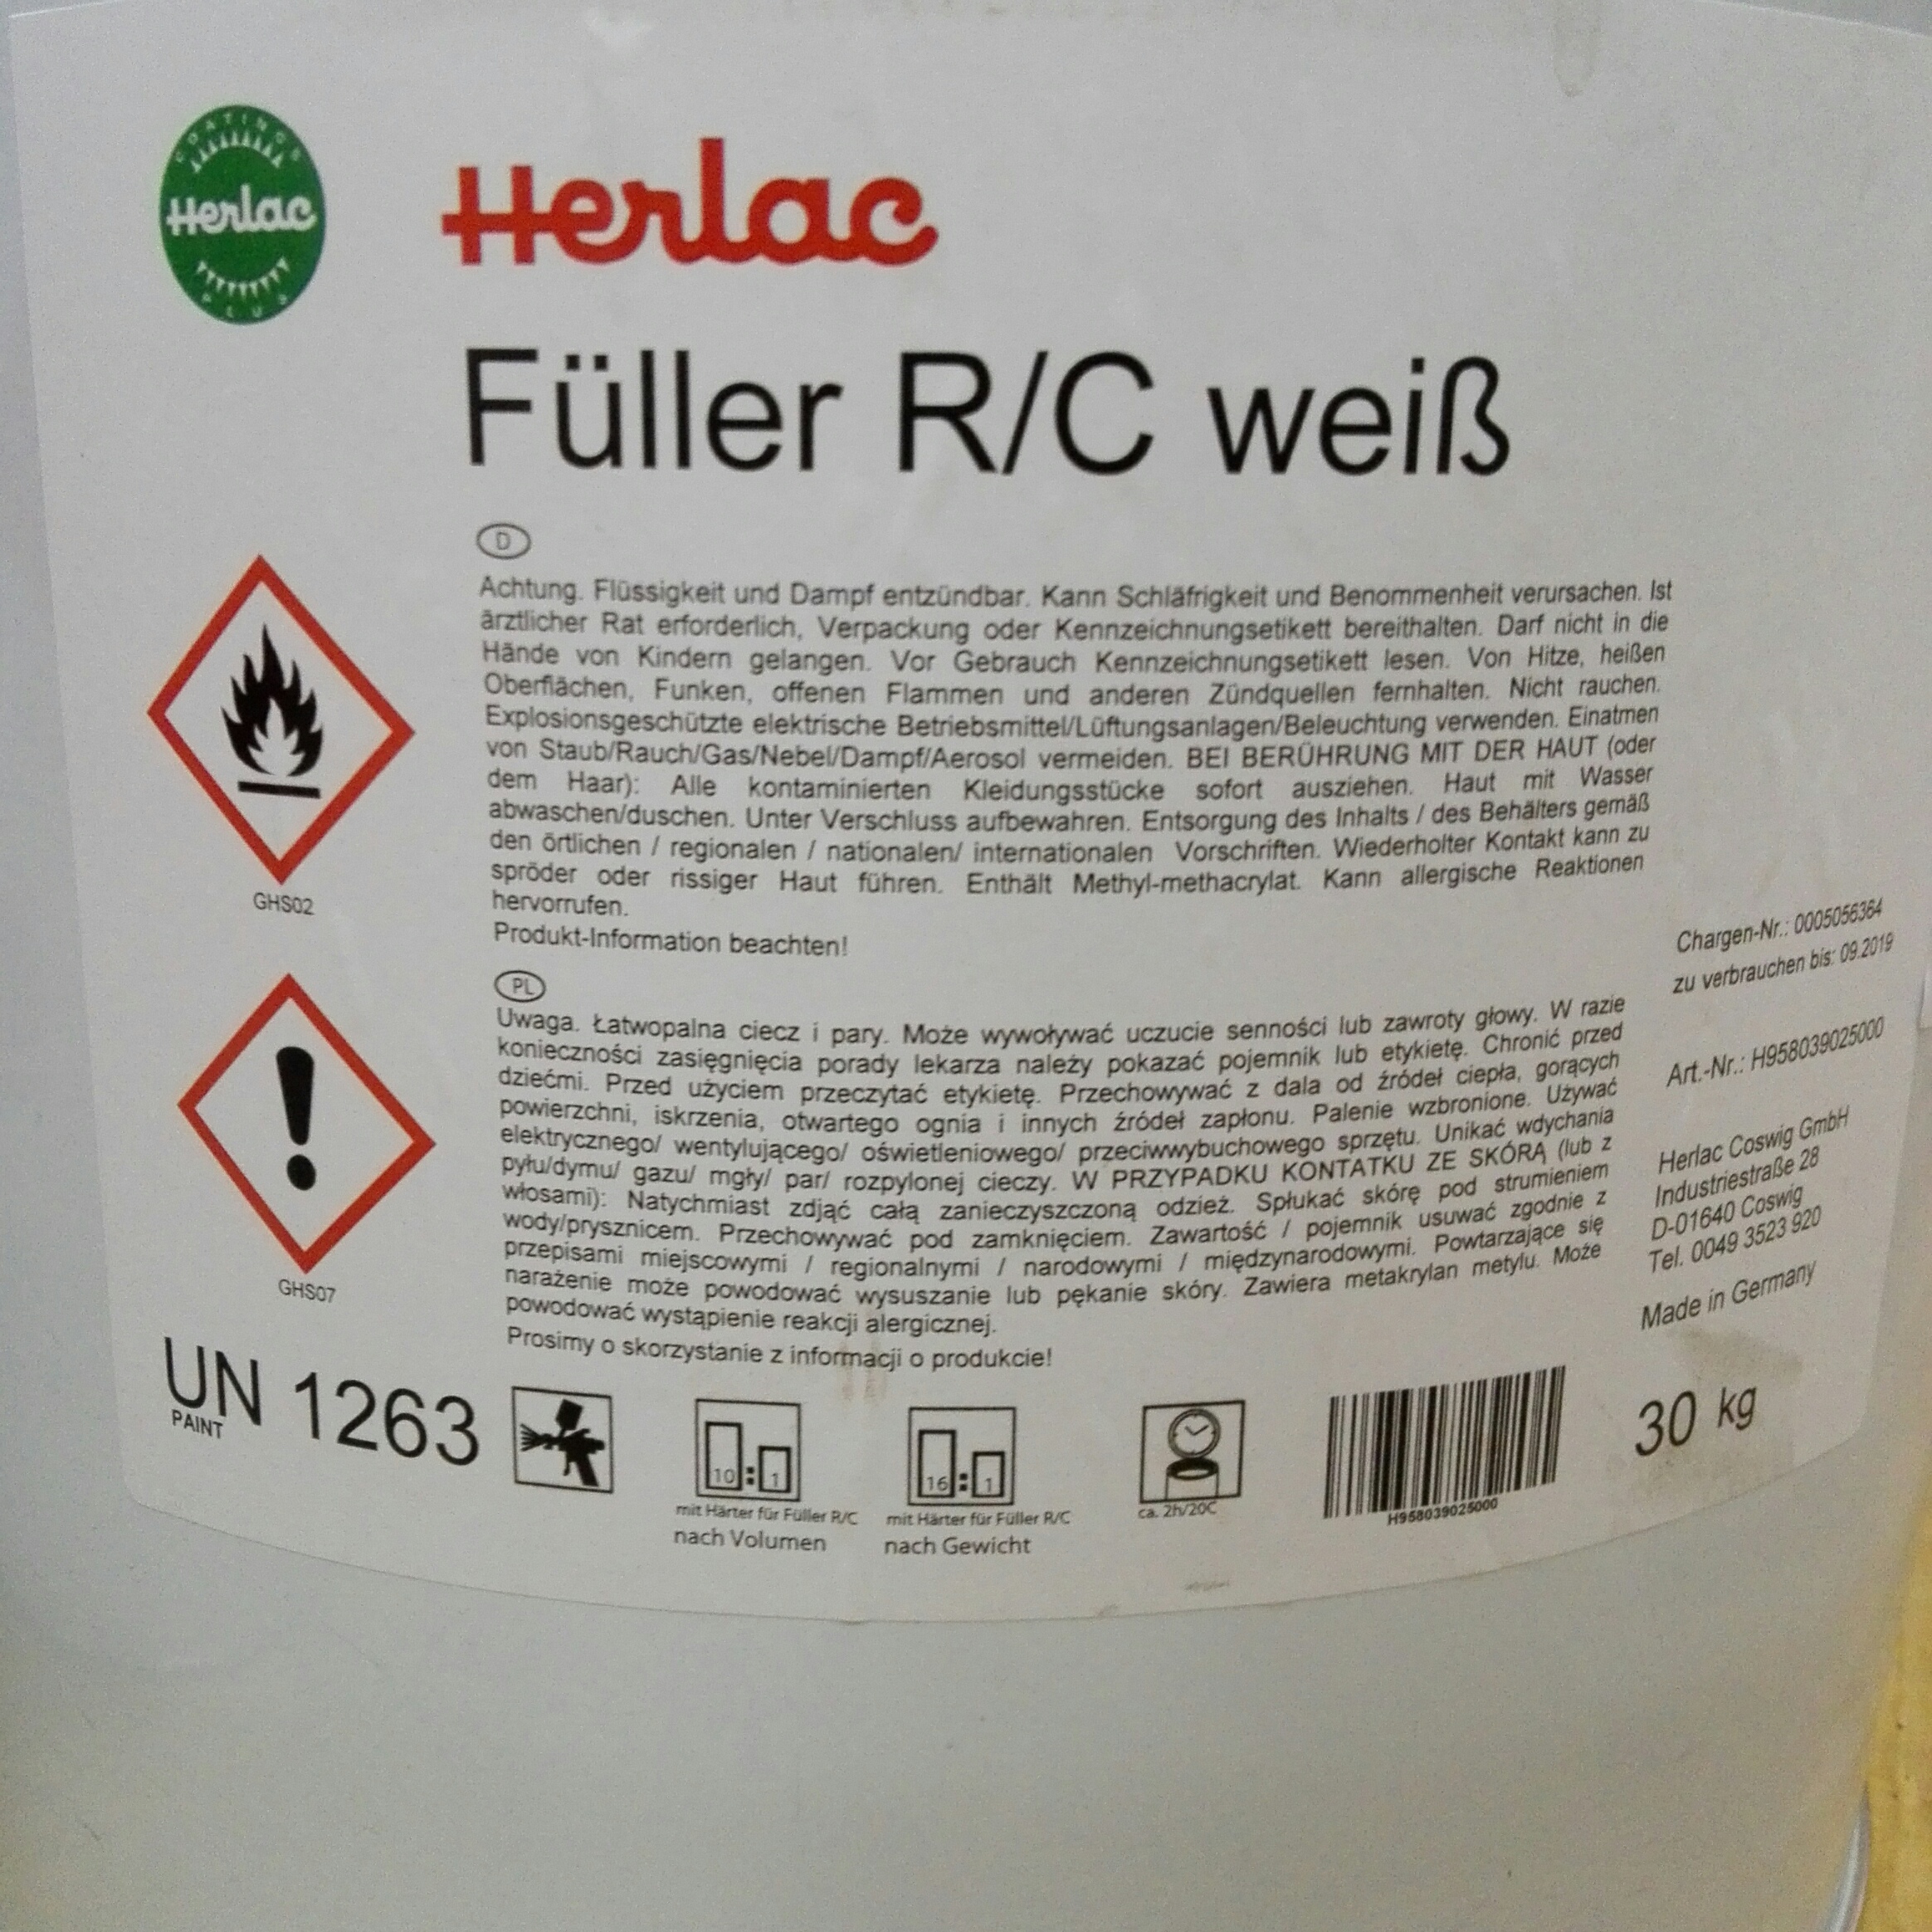 COATINGS
Herlac
PLUS
Herlac
Füller R/C weiß
D
Achtung. Flüssigkeit und Dampf entzündbar. Kann Schläfrigkeit und Benommenheit verursachen. Ist
ärztlicher Rat erforderlich, Verpackung oder Kennzeichnungsetikett bereithalten. Darf nicht in die
Hände von Kindern gelangen. Vor Gebrauch Kennzeichnungsetikett lesen. Von Hitze, heißen
Oberflächen, Funken, offenen Flammen und anderen Zündquellen fernhalten. Nicht rauchen.
Explosionsgeschützte elektrische Betriebsmittel/Lüftungsanlagen/Beleuchtung verwenden. Einatmen
von Staub/Rauch/Gas/Nebel/Dampf/Aerosol vermeiden. BEI BERÜHRUNG MIT DER HAUT (oder
dem Haar): Alle kontaminierten Kleidungsstücke sofort ausziehen. Haut mit Wasser
abwaschen/duschen. Unter Verschluss aufbewahren. Entsorgung des Inhalts / des Behälters gemäß
den örtlichen / regionalen / nationalen/ internationalen Vorschriften. Wiederholter Kontakt kann zu
spröder oder rissiger Haut führen. Enthält Methyl-methacrylat. Kann allergische Reaktionen
hervorrufen.
Produkt-Information beachten!
GHS02
PL
Uwaga. Łatwopalna ciecz i pary. Może wywoływać uczucie senności lub zawroty głowy. W razie
konieczności zasięgnięcia porady lekarza należy pokazać pojemnik lub etykietę. Chronić przed
dziećmi. Przed użyciem przeczytać etykietę. Przechowywać z dala od źródeł ciepła, gorących
powierzchni, iskrzenia, otwartego ognia i innych źródeł zapłonu. Palenie wzbronione. Używać
elektrycznego/ wentylującego/ oświetleniowego/ przeciwwybuchowego sprzętu. Unikać wdychania
pyłu/dymu/ gazu/ mgły/ par/ rozpylonej cieczy. W PRZYPADKU KONTATKU ZE SKÓRĄ (lub z
włosami): Natychmiast zdjąć całą zanieczyszczoną odzież. Spłukać skórę pod strumieniem
wody/prysznicem. Przechowywać pod zamknięciem. Zawartość / pojemnik usuwać zgodnie z
przepisami miejscowymi / regionalnymi / narodowymi / międzynarodowymi. Powtarzające się
narażenie może powodować wysuszanie lub pękanie skóry. Zawiera metakrylan metylu. Może
powodować wystąpienie reakcji alergicznej.
Prosimy o skorzystanie z informacji o produkcie!
GHS07
Chargen-Nr.: 0005056364
zu verbrauchen bis: 09.2019
Art.-Nr.: H958039025000
Herlac Coswig GmbH
Industriestraße 28
D-01640 Coswig
Tel. 0049 3523 920
Made in Germany
UN 1263
PAINT
10 : 1
mit Härter für Füller R/C
nach Volumen
16 : 1
mit Härter für Füller R/C
nach Gewicht
ca. 2h/20C
H958039025000
30 kg